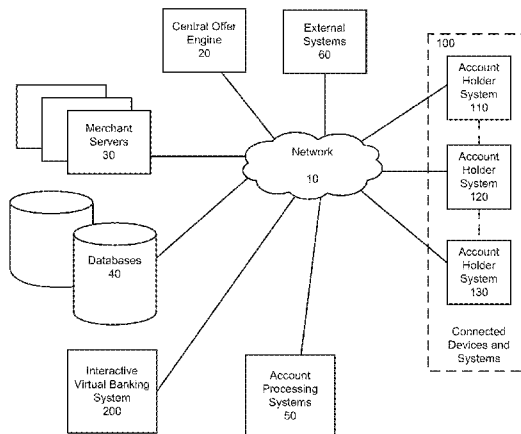 Central Offer
Engine
20
External
Systems
60
100
Account
Holder
System
110
Merchant
Servers
30
Network
10
Account
Holder
System
120
Databases
40
Account
Holder
System
130
Connected
Devices and
Systems
Interactive
Virtual Banking
System
200
Account
Processing
Systems
50